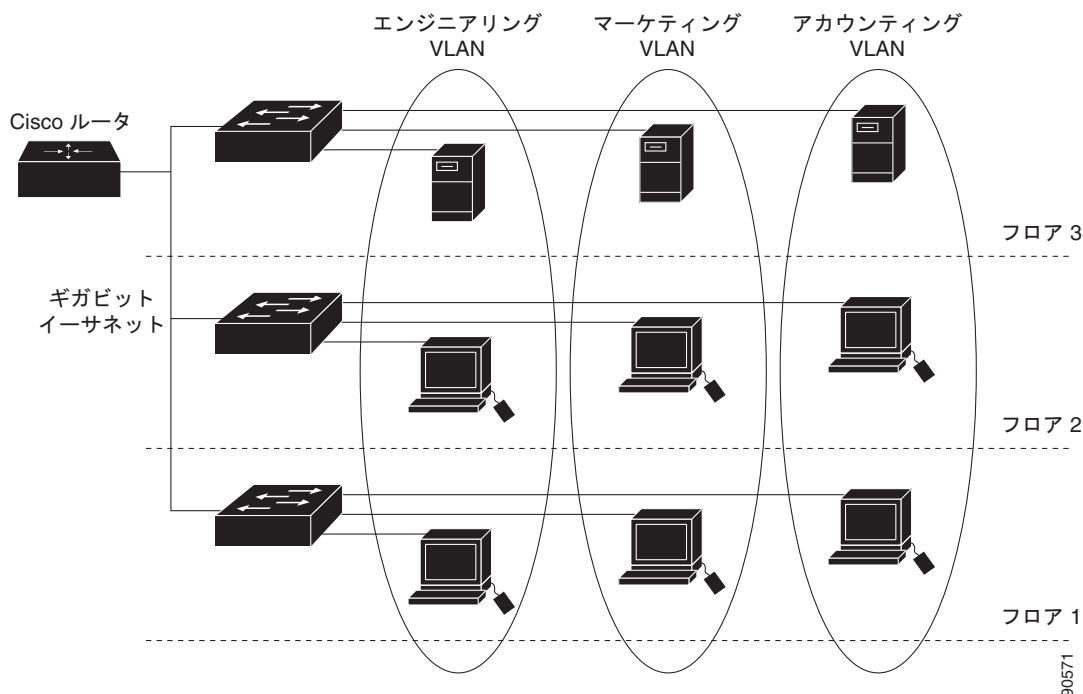 エンジニアリング
VLAN
マーケティング
VLAN
アカウンティング
VLAN
Cisco ルータ
フロア 3
ギガビット
イーサネット
フロア 2
フロア 1
90571